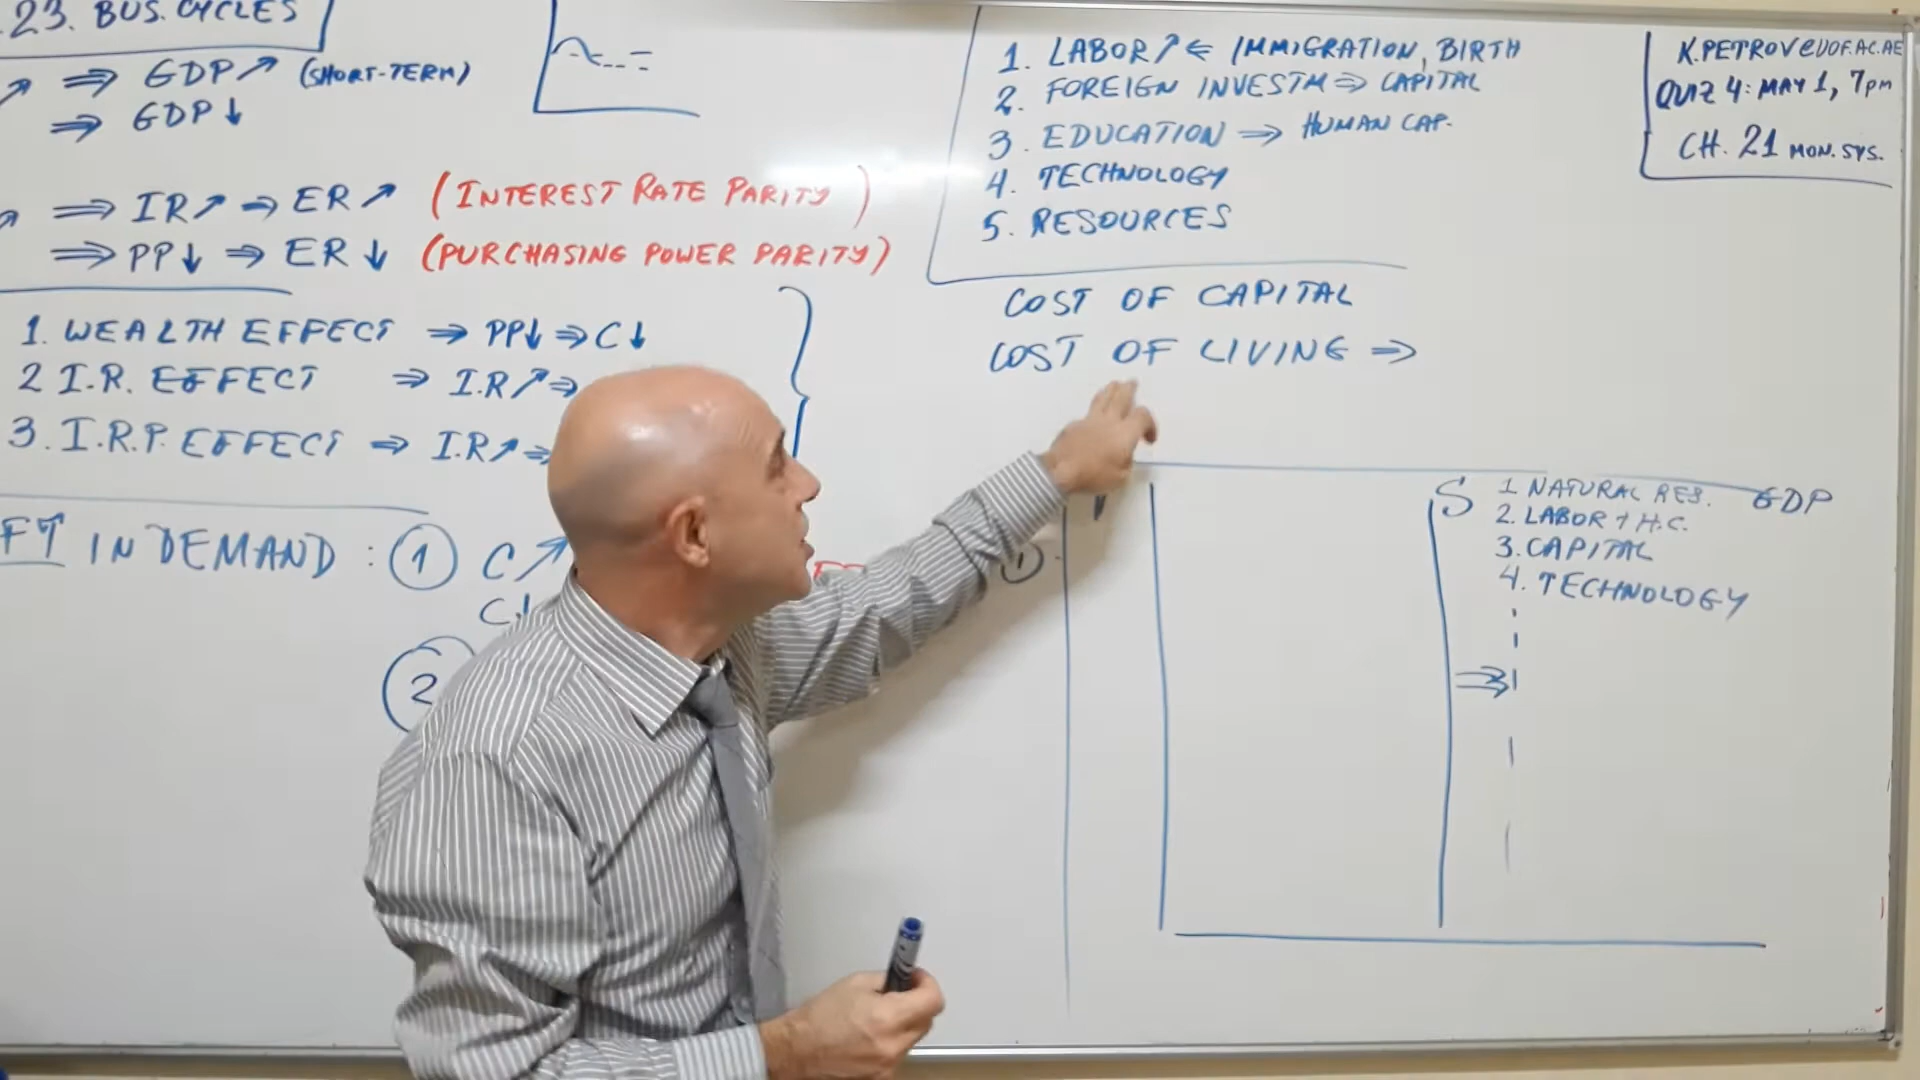 23. BUS. CYCLES
↗ ⇒ GDP↗ (SHORT-TERM)
⇒ GDP↓
⇒ IR↗ → ER↗ (INTEREST RATE PARITY)
⇒ PP↓ ⇒ ER↓ (PURCHASING POWER PARITY)
1. WEALTH EFFECT ⇒ PP↓ ⇒ C↓
2 I.R. EFFECT ⇒ I.R↗ ⇒
3. I.R.P. EFFECT ⇒ I.R↗ ⇒
FT IN DEMAND : ① C↗
C↓
②
1. LABOR↗ ⇐ IMMIGRATION, BIRTH
2. FOREIGN INVESTM ⇒ CAPITAL
3. EDUCATION ⇒ HUMAN CAP.
4. TECHNOLOGY
5. RESOURCES
COST OF CAPITAL
COST OF LIVING ⇒
K.PETROV@UOF.AC.AE
QUIZ 4: MAY 1, 7pm
CH. 21 MON. SYS.
①
S
1 NATURAL RES. GDP
2. LABOR + H.C.
3. CAPITAL
4. TECHNOLOGY